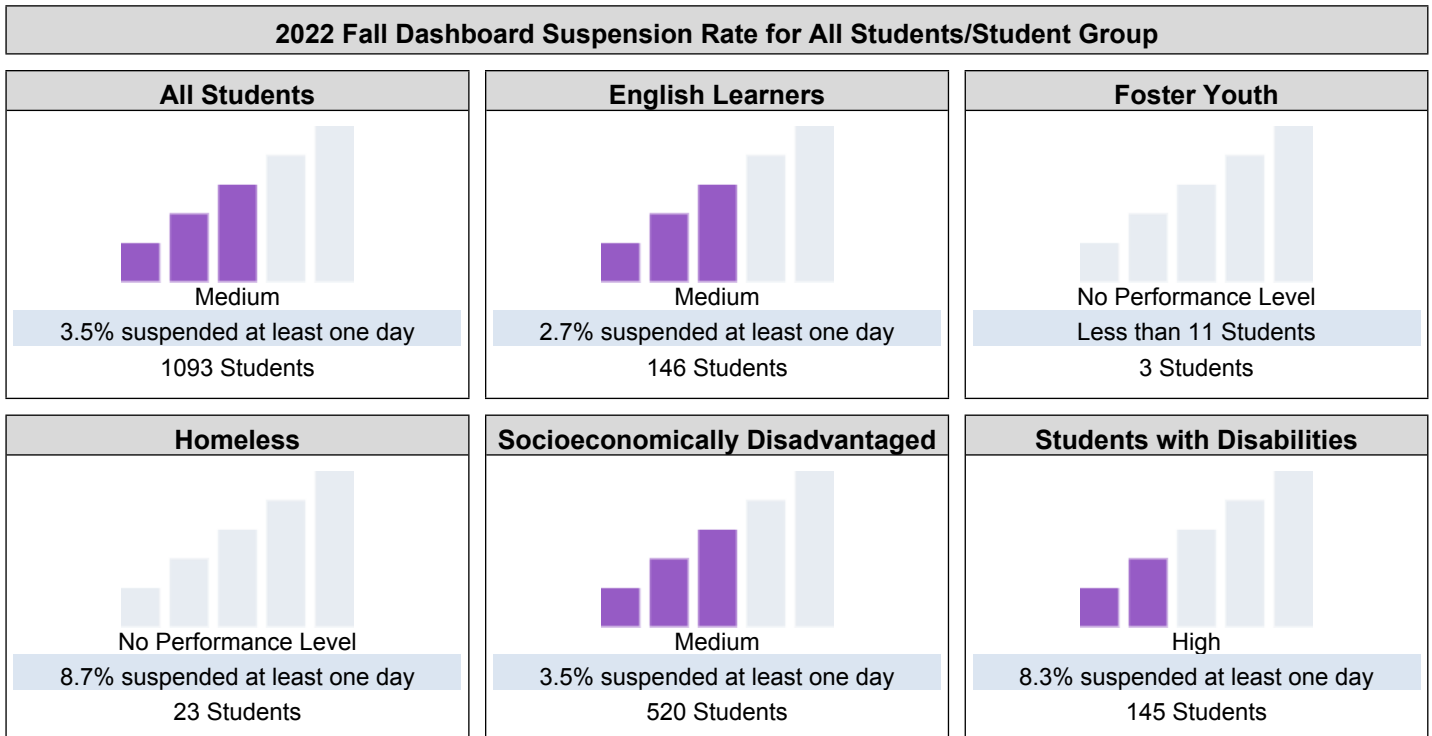 2022 Fall Dashboard Suspension Rate for All Students/Student Group
All Students
Medium
3.5% suspended at least one day
1093 Students
English Learners
Medium
2.7% suspended at least one day
146 Students
Foster Youth
No Performance Level
Less than 11 Students
3 Students
Homeless
No Performance Level
8.7% suspended at least one day
23 Students
Socioeconomically Disadvantaged
Medium
3.5% suspended at least one day
520 Students
Students with Disabilities
High
8.3% suspended at least one day
145 Students